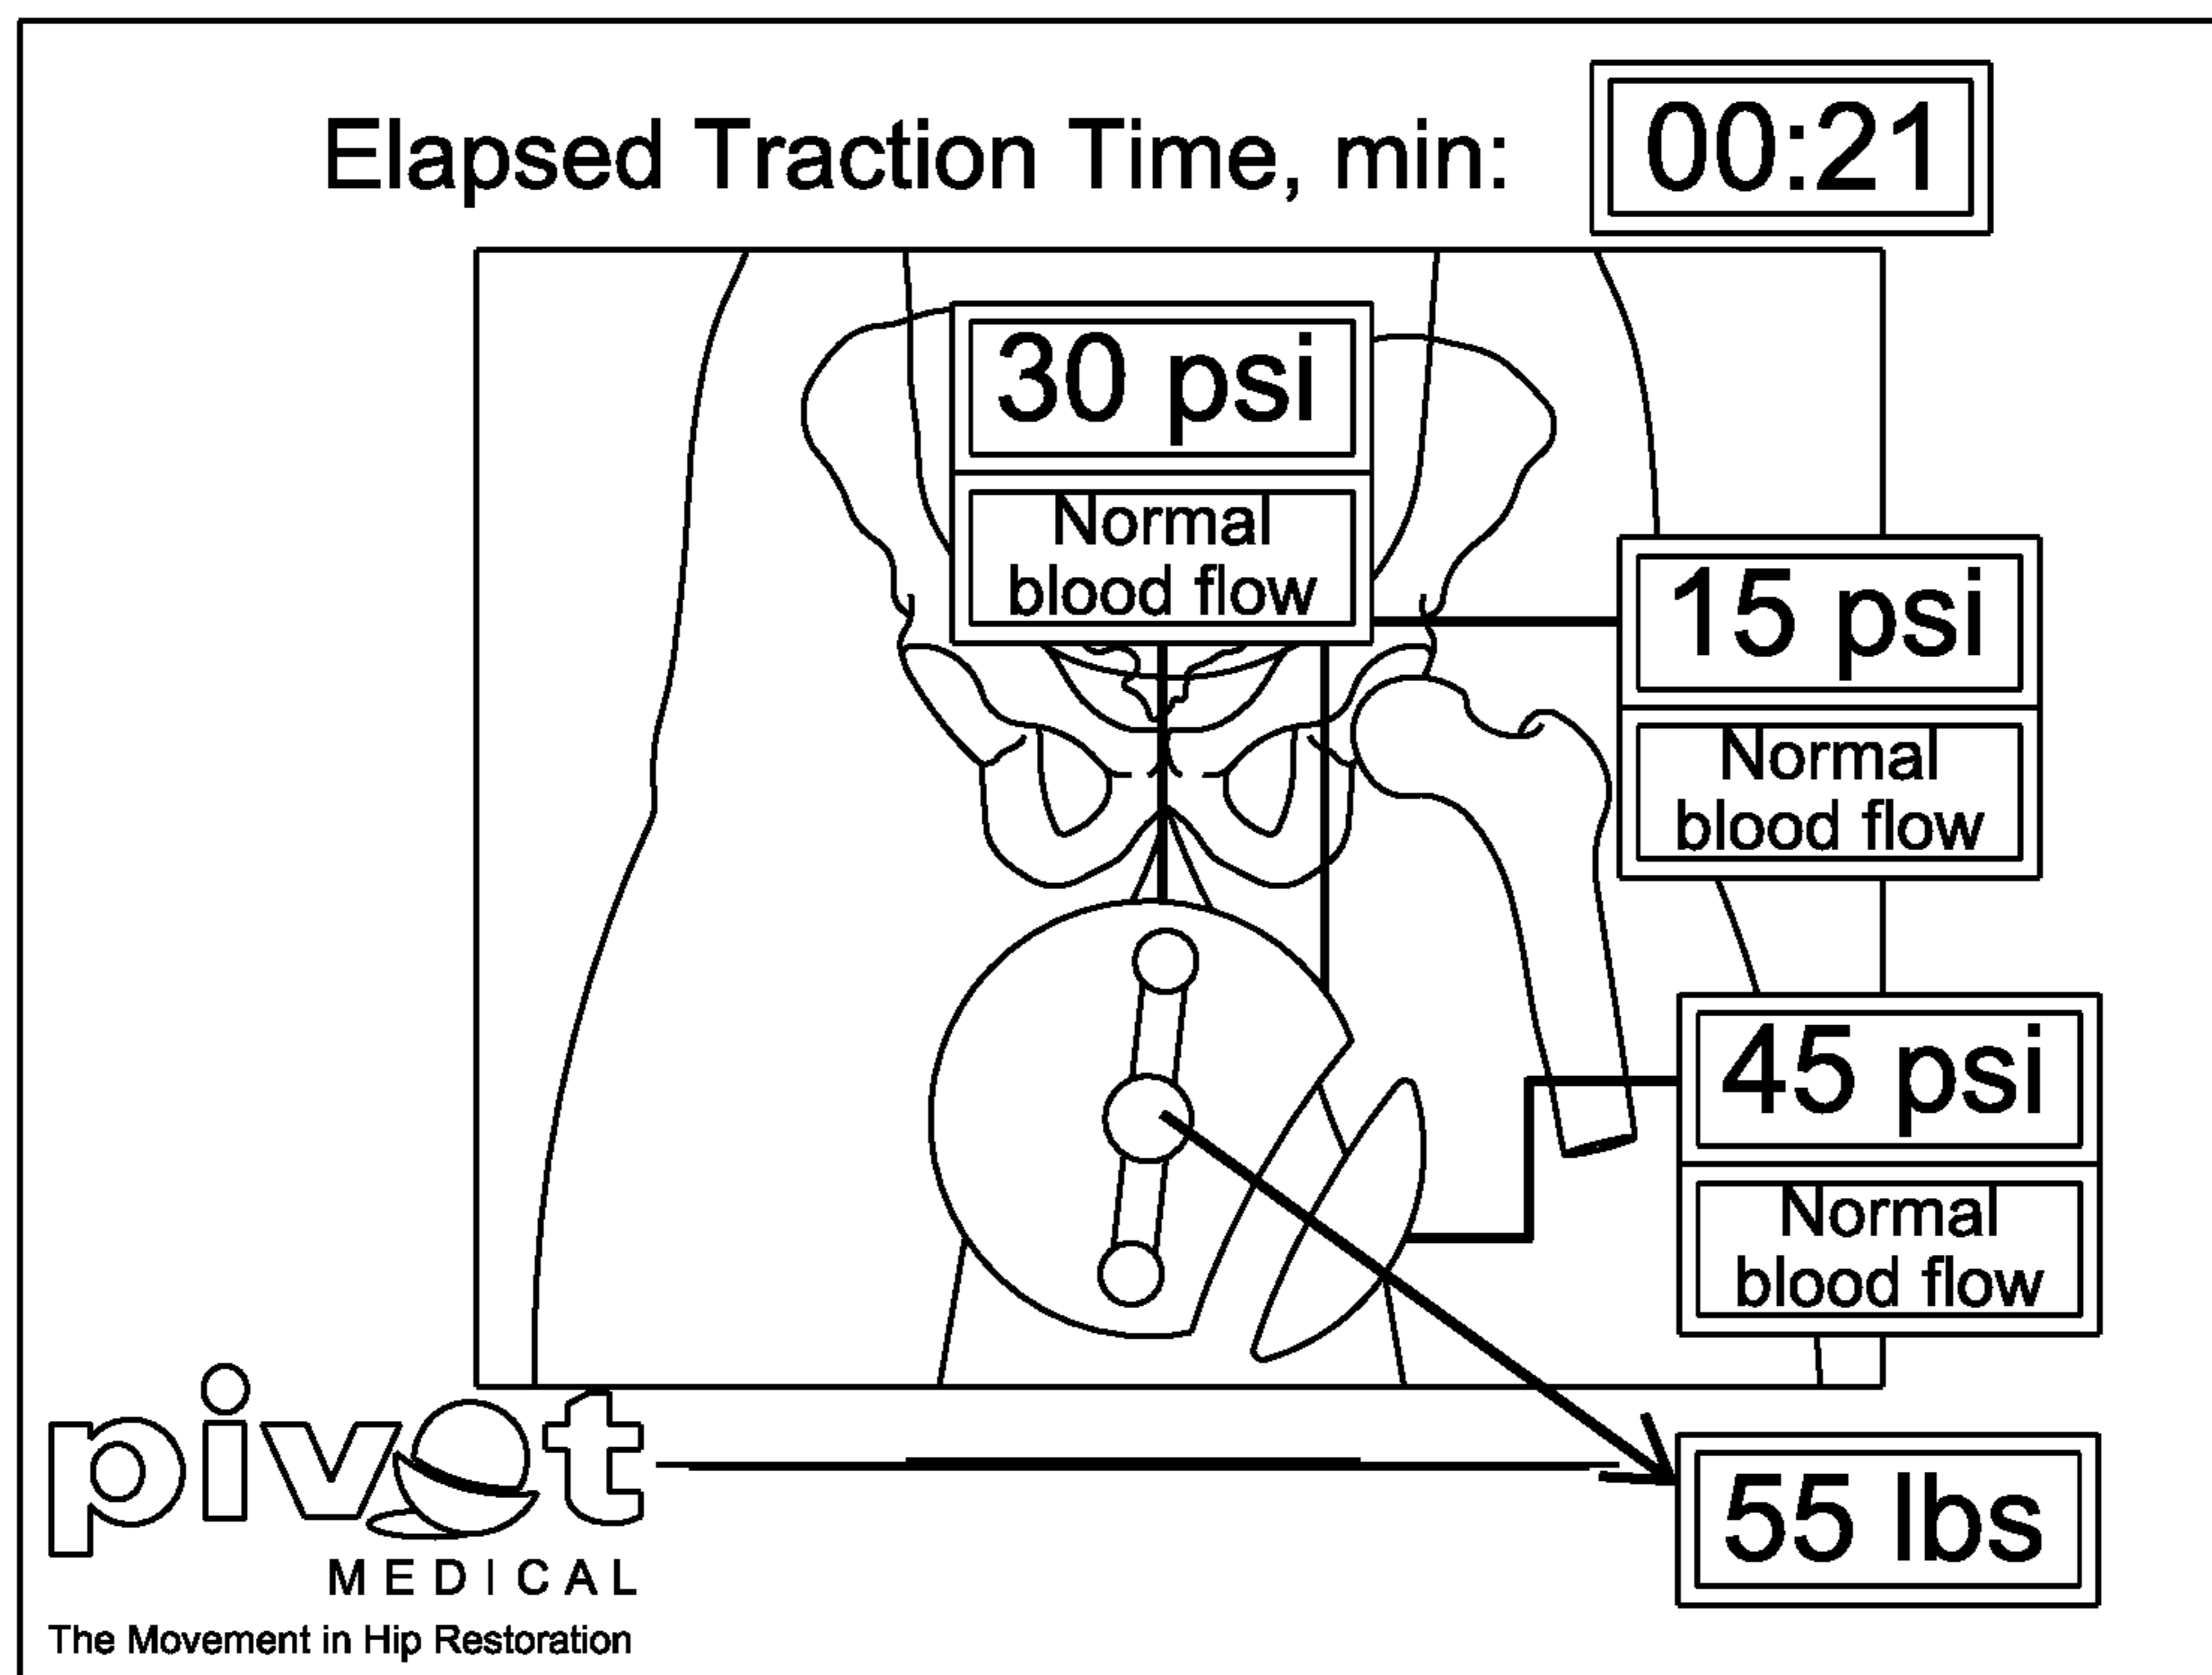 Elapsed Traction Time, min: 00:21
30 psi
Normal
blood flow
15 psi
Normal
blood flow
45 psi
Normal
blood flow
55 lbs
pivot
MEDICAL
The Movement in Hip Restoration